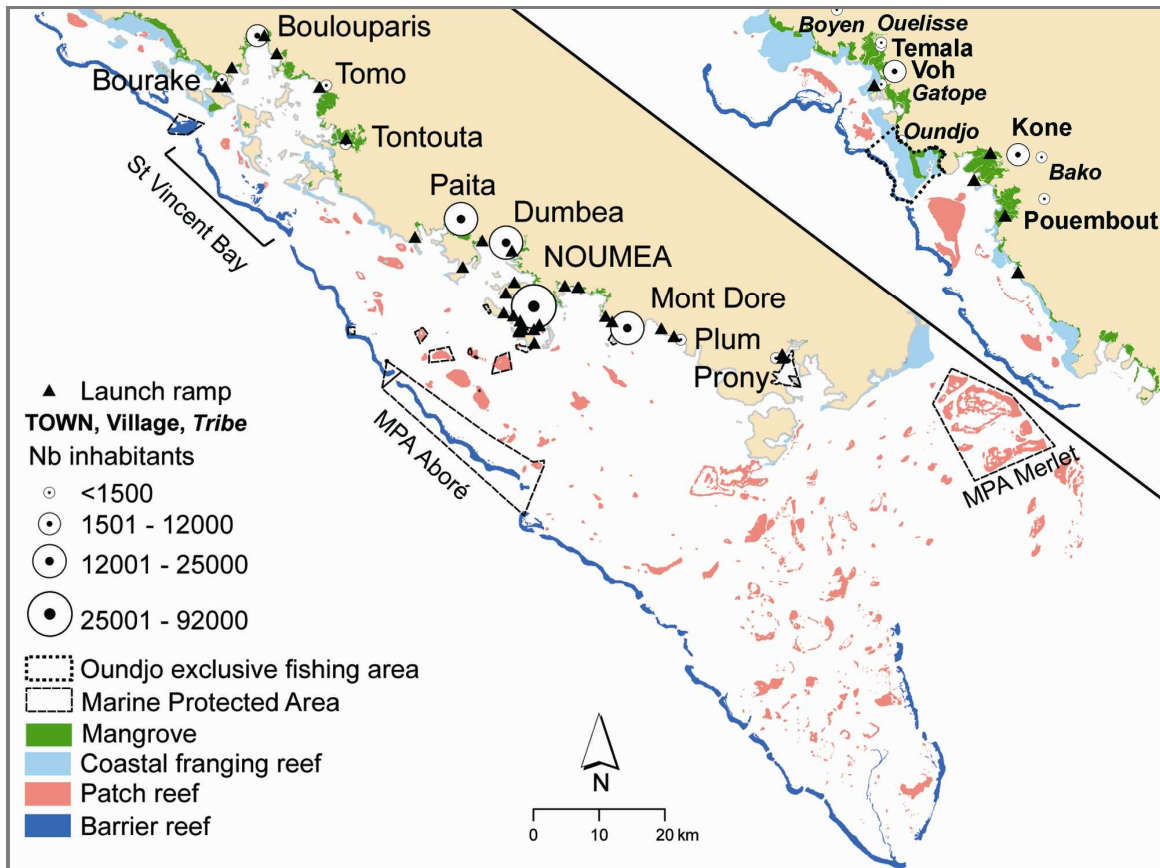 Boulouparis
Bourake
Tomo
Tontouta
St Vincent Bay
Paita
Dumbea
NOUMEA
Mont Dore
Plum
Prony
MPA Aboré
MPA Merlet
Boyen
Ouelisse
Temala
Voh
Gatope
Oundjo
Kone
Bako
Pouembout
Launch ramp
TOWN, Village, Tribe
Nb inhabitants
<1500
1501 - 12000
12001 - 25000
25001 - 92000
Oundjo exclusive fishing area
Marine Protected Area
Mangrove
Coastal franging reef
Patch reef
Barrier reef
N
0 10 20 km